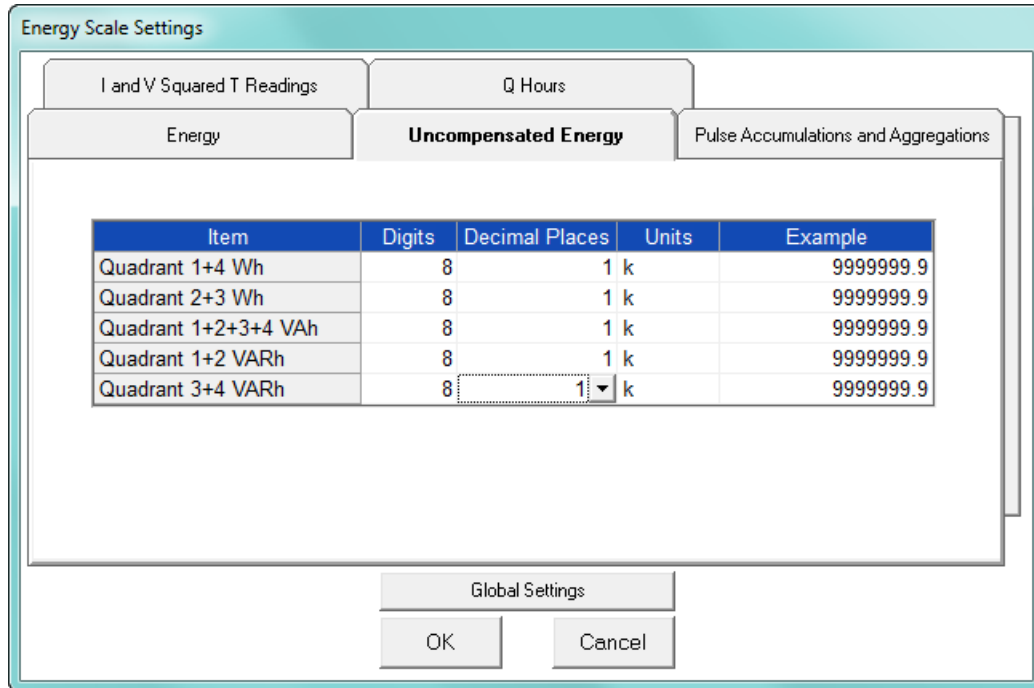 Energy Scale Settings
I and V Squared T Readings Q Hours
Energy Uncompensated Energy Pulse Accumulations and Aggregations
Item Digits Decimal Places Units Example
Quadrant 1+4 Wh 8 1 k 9999999.9
Quadrant 2+3 Wh 8 1 k 9999999.9
Quadrant 1+2+3+4 VAh 8 1 k 9999999.9
Quadrant 1+2 VARh 8 1 k 9999999.9
Quadrant 3+4 VARh 8 1 k 9999999.9
Global Settings
OK Cancel